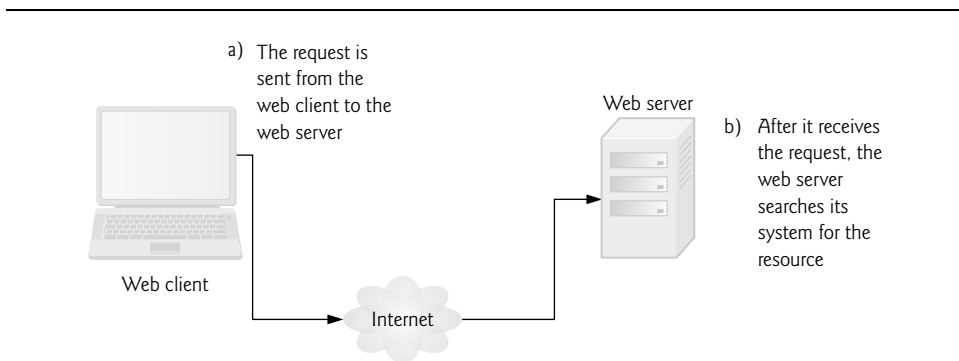 a) The request is
sent from the
web client to the
web server
Web server
b) After it receives
the request, the
web server
searches its
system for the
resource
Web client
Internet